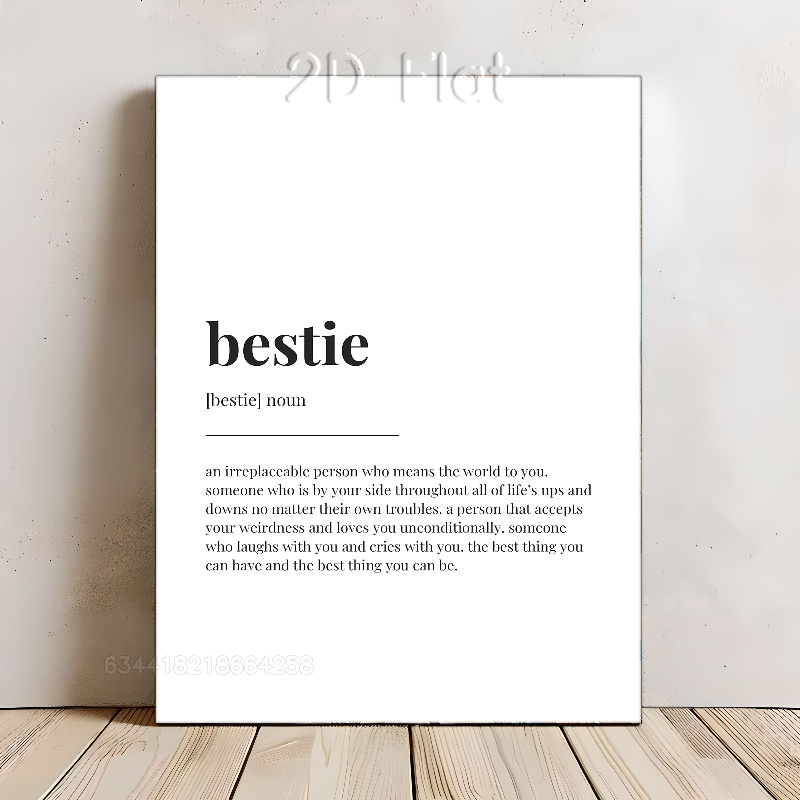 2D Flat
bestie
[bestie] noun
an irreplaceable person who means the world to you.
someone who is by your side throughout all of life's ups and
downs no matter their own troubles. a person that accepts
your weirdness and loves you unconditionally. someone
who laughs with you and cries with you. the best thing you
can have and the best thing you can be.
634418218664258